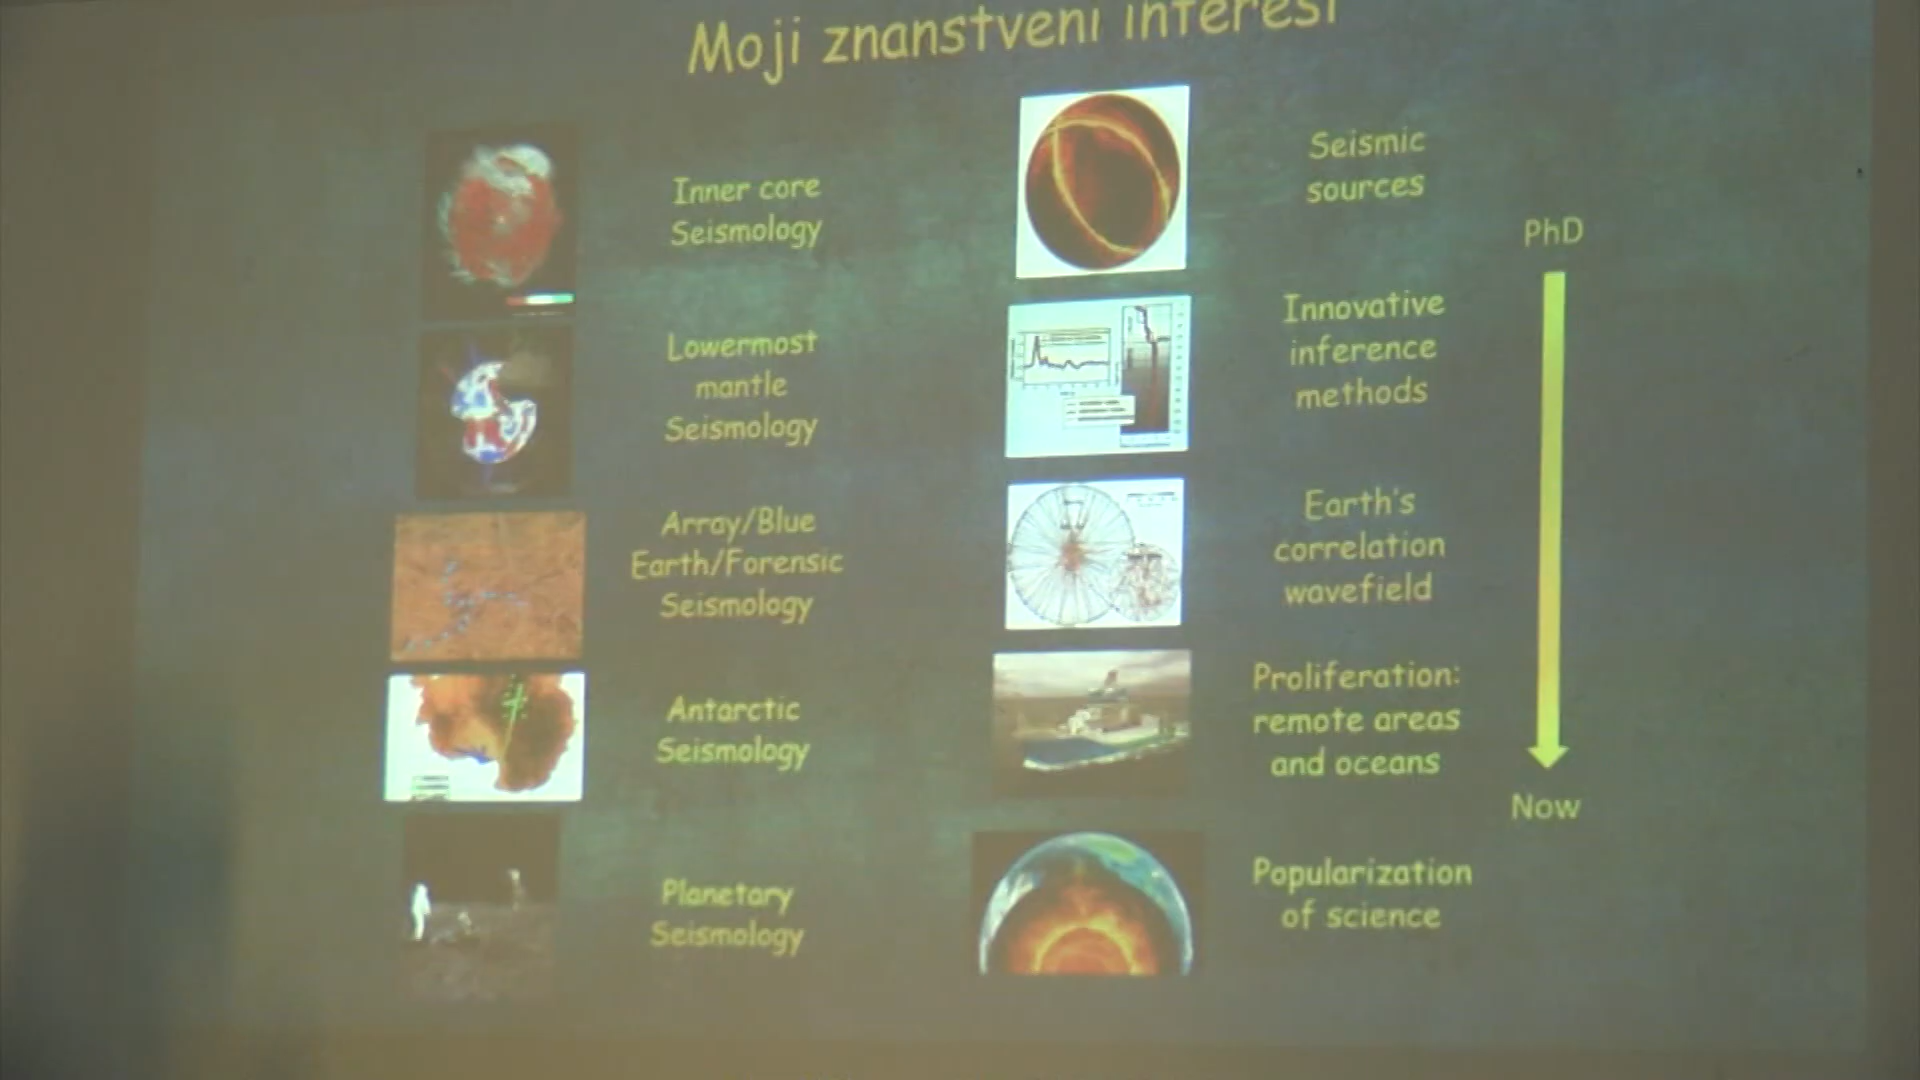 Moji znanstveni interesi
Inner core
Seismology
Lowermost
mantle
Seismology
Array/Blue
Earth/Forensic
Seismology
Antarctic
Seismology
Planetary
Seismology
Seismic
sources
Innovative
inference
methods
Earth's
correlation
wavefield
Proliferation:
remote areas
and oceans
Popularization
of science
PhD
Now